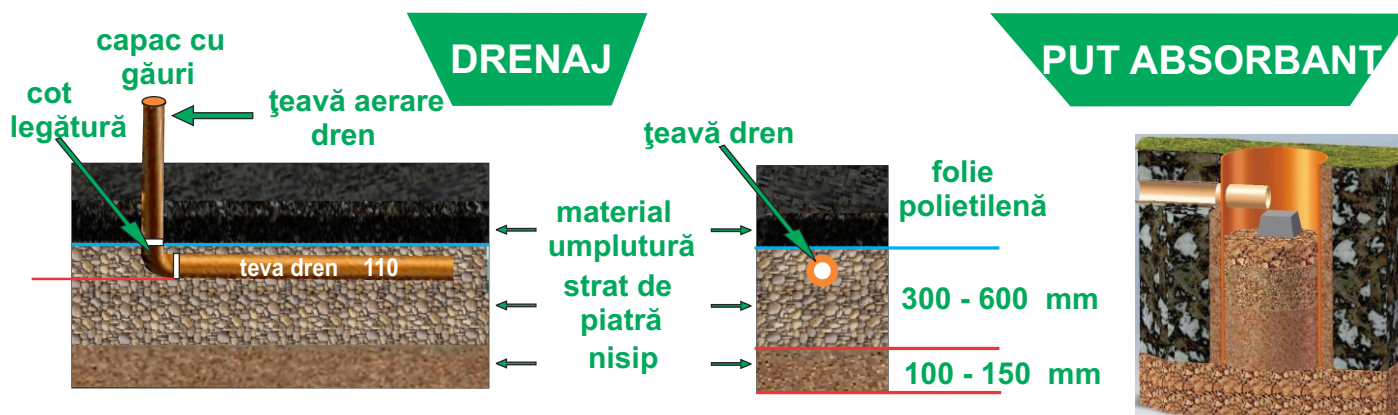 DRENAJ
PUT ABSORBANT
capac cu
găuri
cot
legătură
ţeavă aerare
dren
ţeavă dren
folie
polietilenă
material
umplutură
teva dren 110
strat de
piatră
300 - 600 mm
nisip
100 - 150 mm